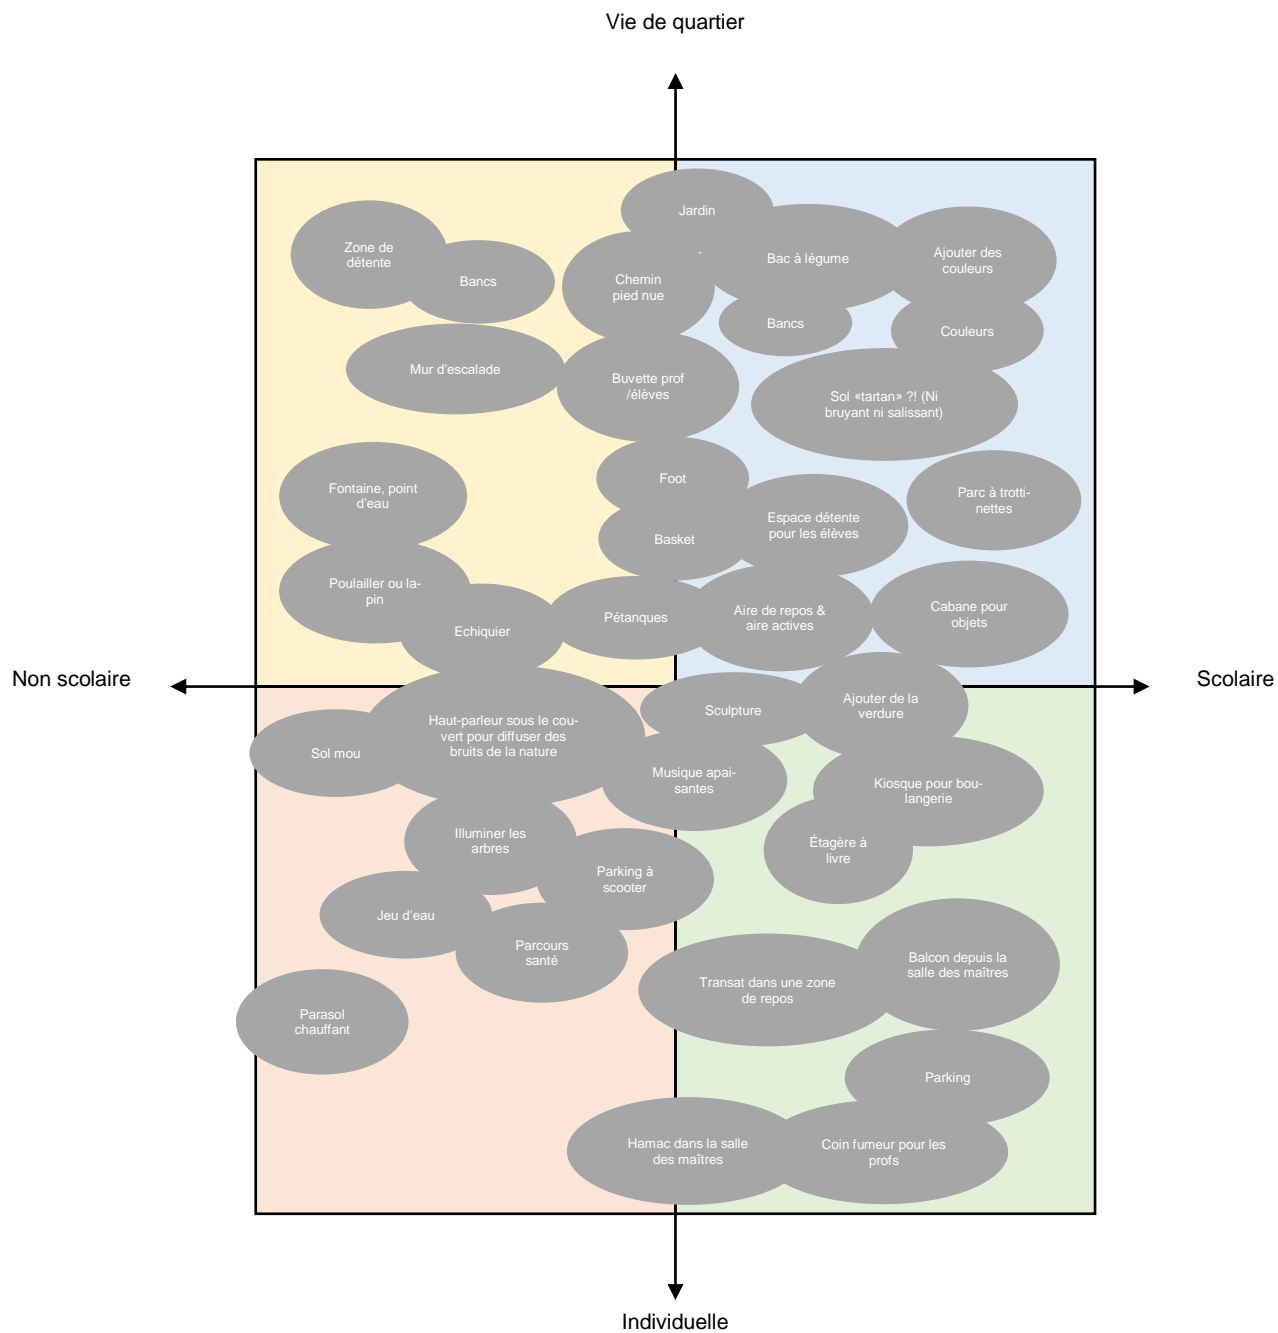 Vie de quartier
Jardin
Zone de
détente
Bancs
Chemin
pied nue
Bac à légume
Ajouter des
couleurs
Bancs
Couleurs
Mur d'escalade
Buvette prof
/élèves
Sol «tartan» ?! (Ni
bruyant ni salissant)
Fontaine, point
d'eau
Foot
Basket
Espace détente
pour les élèves
Parc à trotti-
nettes
Poulailler ou la-
pin
Echiquier
Pétanques
Aire de repos &
aire actives
Cabane pour
objets
Non scolaire
Scolaire
Sol mou
Haut-parleur sous le cou-
vert pour diffuser des
bruits de la nature
Sculpture
Ajouter de la
verdure
Musique apai-
santes
Kiosque pour bou-
langerie
Illuminer les
arbres
Étagère à
livre
Parking à
scooter
Jeu d'eau
Parcours
santé
Transat dans une zone
de repos
Balcon depuis la
salle des maîtres
Parasol
chauffant
Parking
Hamac dans la salle
des maîtres
Coin fumeur pour les
profs
Individuelle